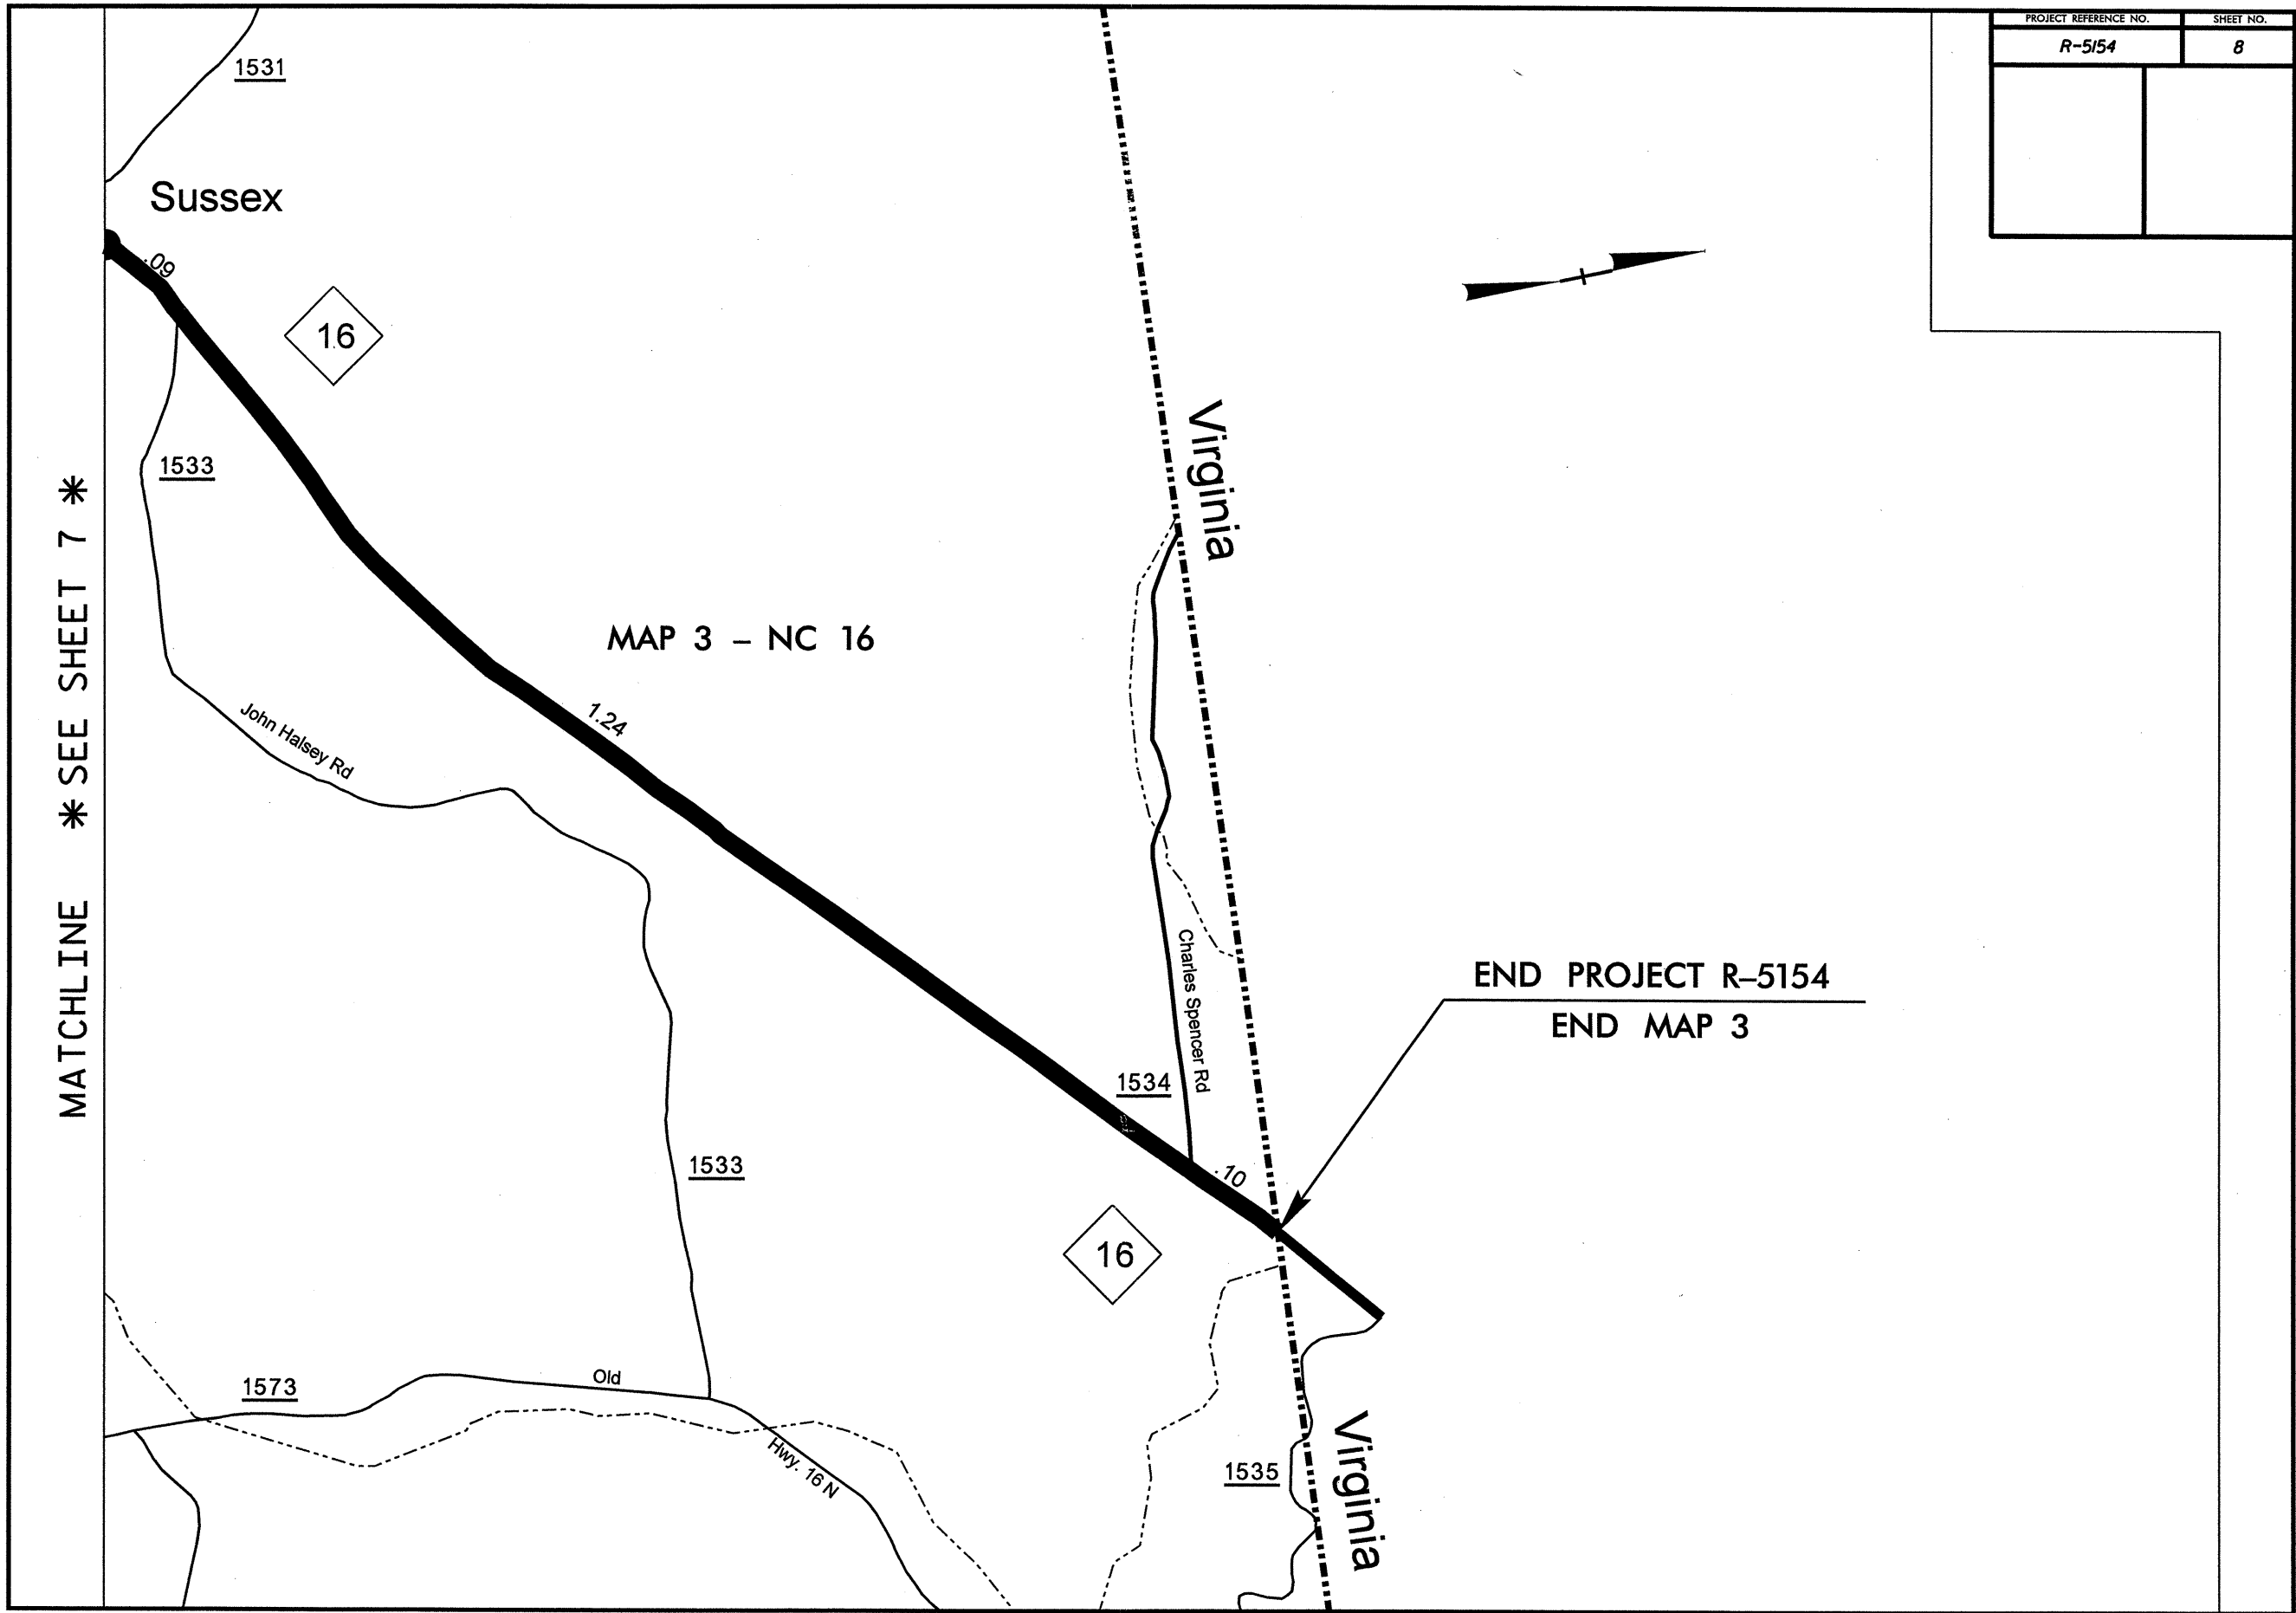 PROJECT REFERENCE NO.
SHEET NO.
R-5154
8
1531
Sussex
.09
16
1533
Virginia
MATCHLINE *SEE SHEET 7 *
MAP 3 – NC 16
1.24
John Halsey Rd
Charles Spencer Rd
END PROJECT R–5154
END MAP 3
1534
1533
.10
16
Old
1573
Hwy. 16 N
1535
Virginia